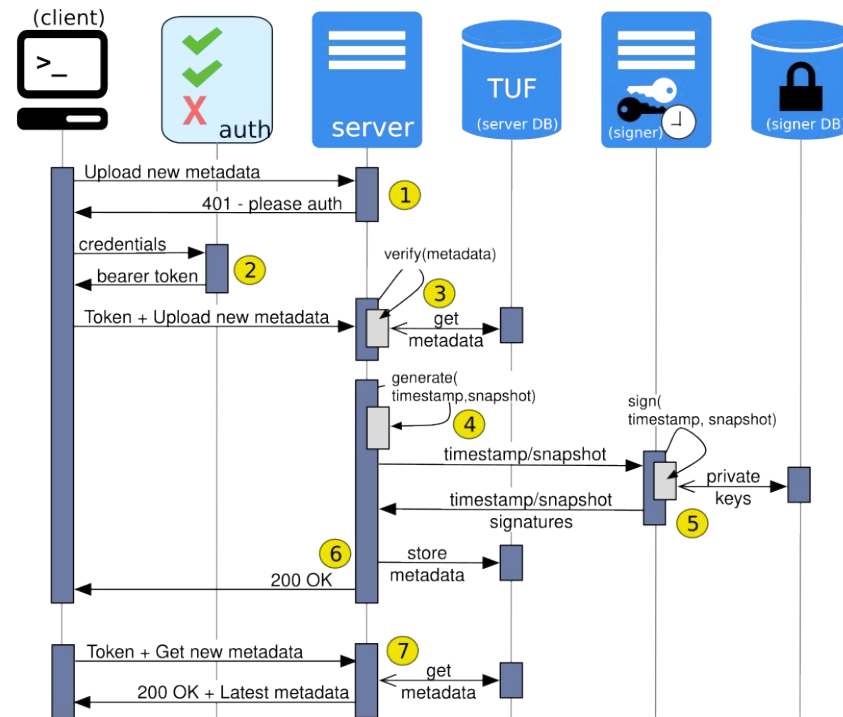 (client)
>_
auth
server
TUF
(server DB)
(signer)
(signer DB)
Upload new metadata
1
401 - please auth
credentials
2
bearer token
verify(metadata)
3
Token + Upload new metadata
get
metadata
generate(
timestamp,snapshot)
4
sign(
timestamp, snapshot)
timestamp/snapshot
private
keys
timestamp/snapshot
signatures
5
6
store
metadata
200 OK
7
Token + Get new metadata
get
metadata
200 OK + Latest metadata